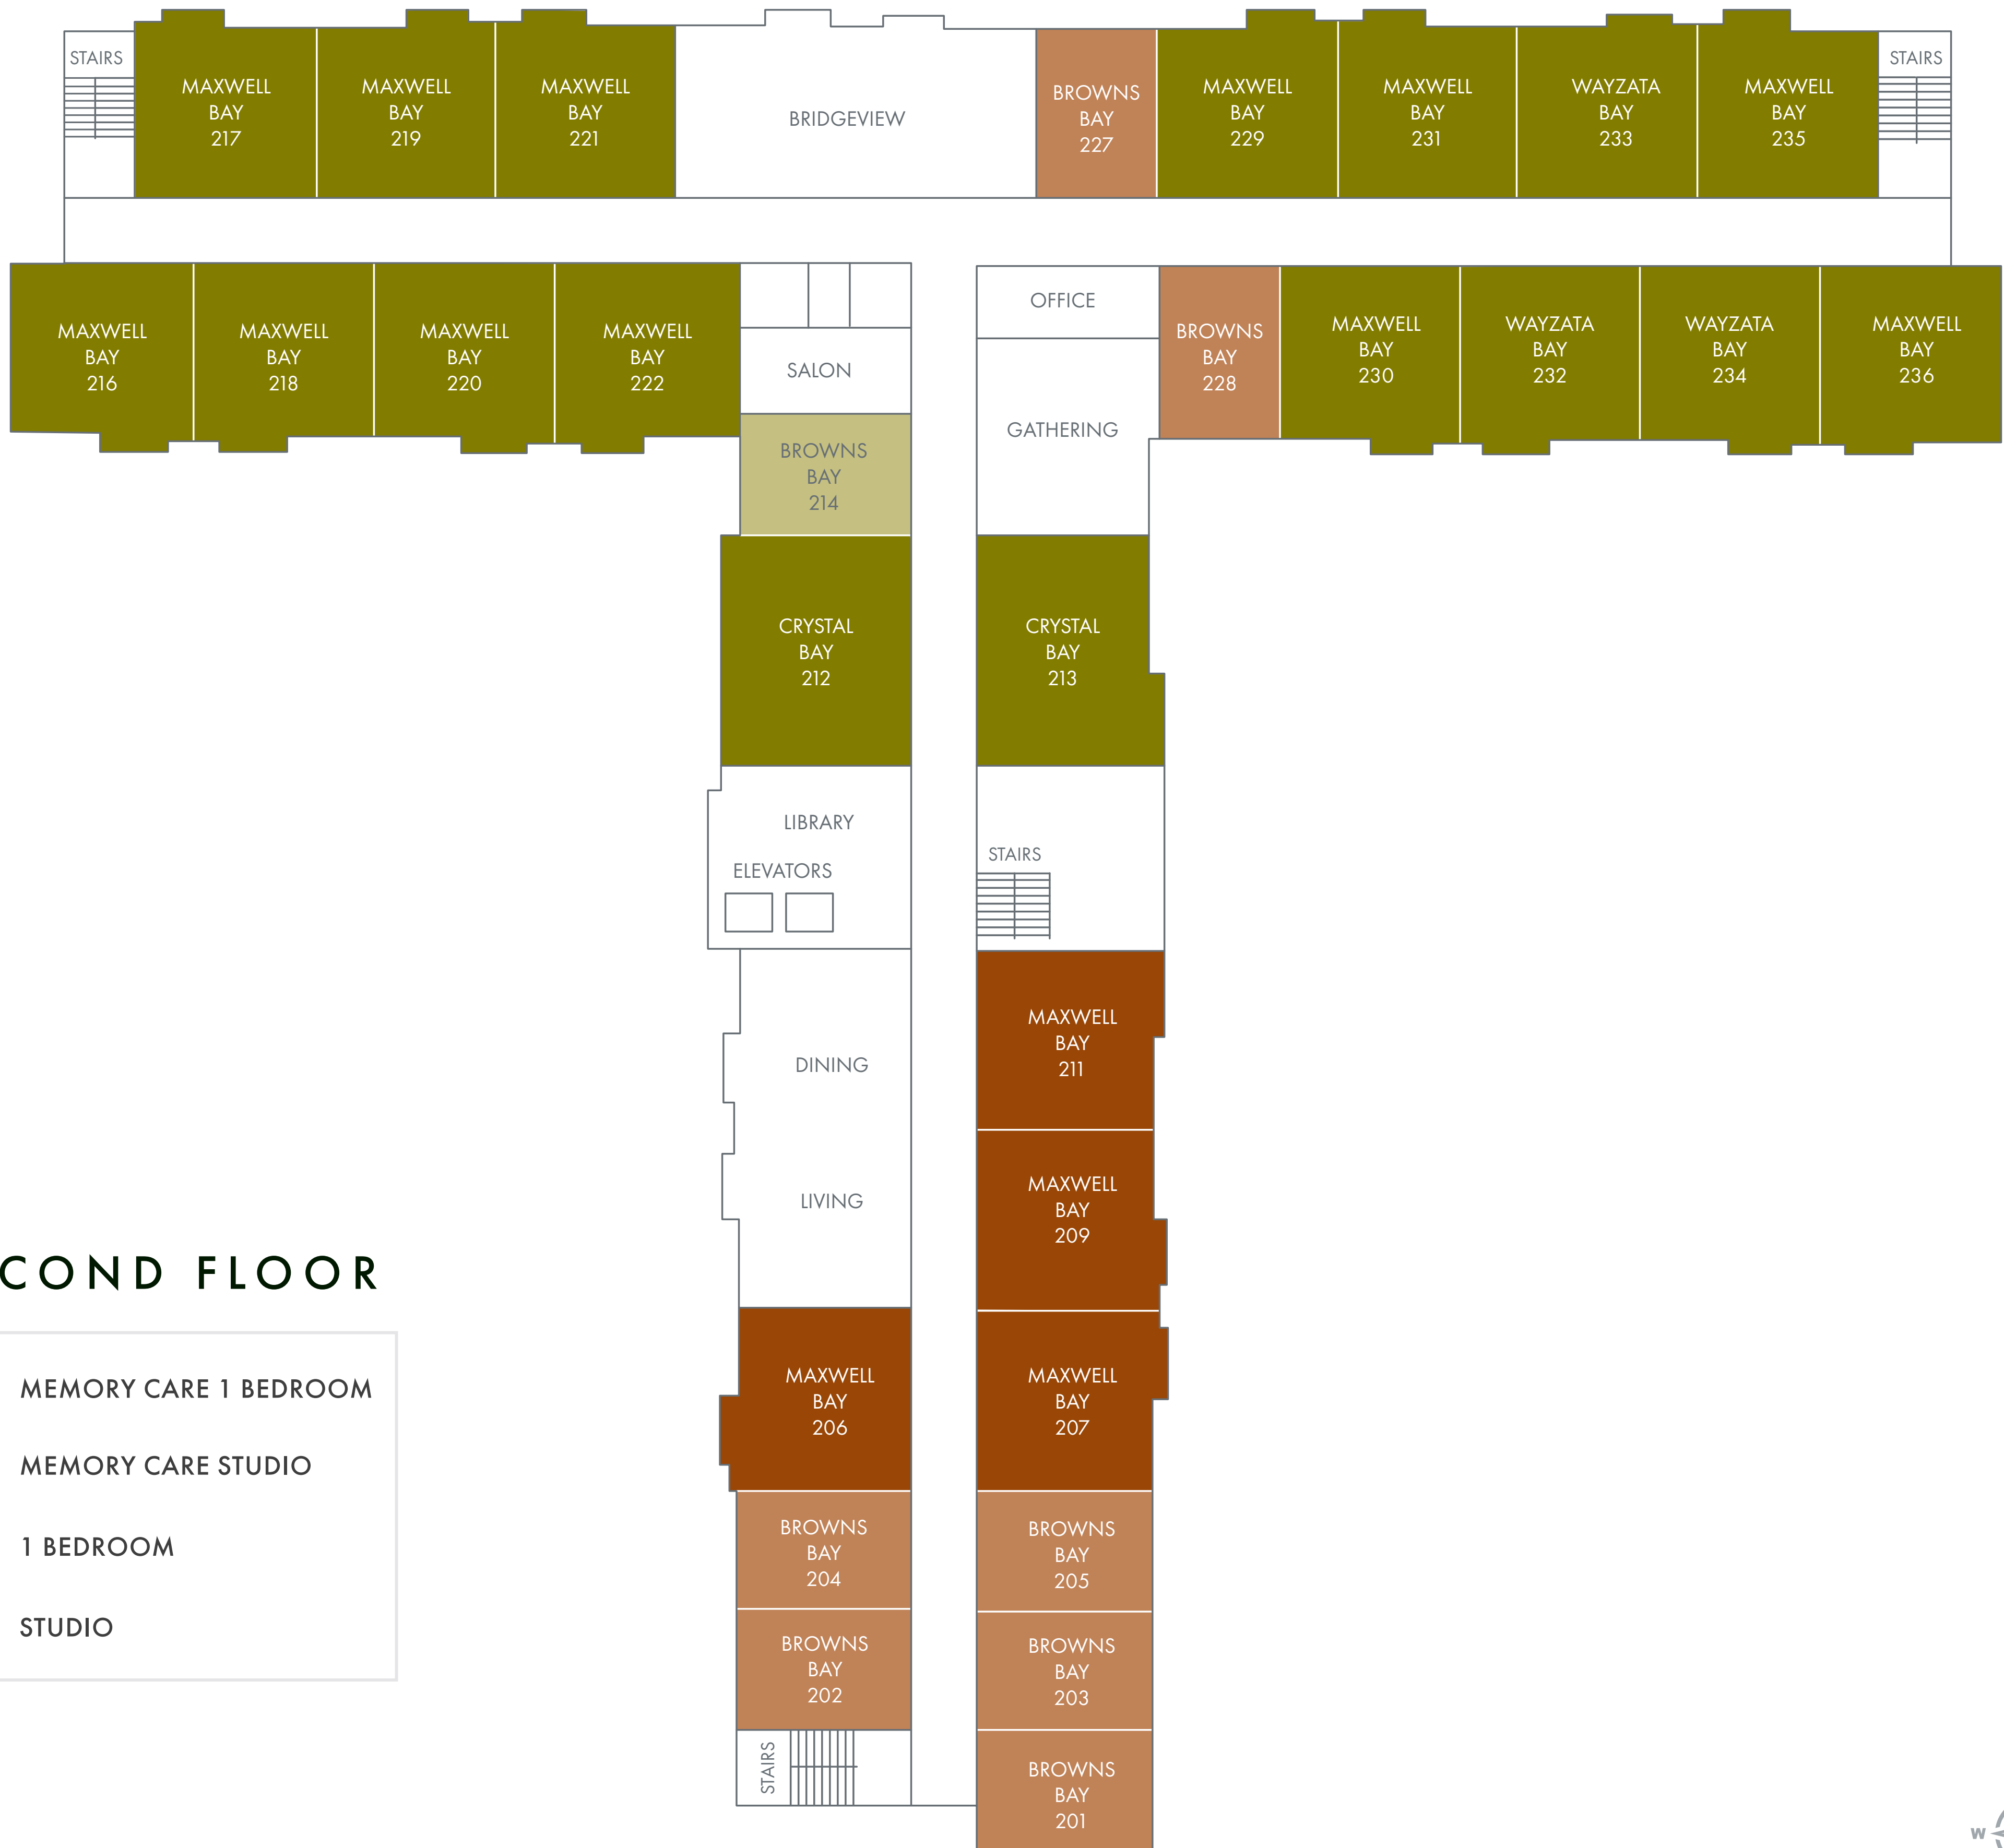 STAIRS
MAXWELL
BAY
217
MAXWELL
BAY
219
MAXWELL
BAY
221
BRIDGEVIEW
BROWNS
BAY
227
MAXWELL
BAY
229
MAXWELL
BAY
231
WAYZATA
BAY
233
MAXWELL
BAY
235
STAIRS
MAXWELL
BAY
216
MAXWELL
BAY
218
MAXWELL
BAY
220
MAXWELL
BAY
222
SALON
OFFICE
GATHERING
BROWNS
BAY
228
MAXWELL
BAY
230
WAYZATA
BAY
232
WAYZATA
BAY
234
MAXWELL
BAY
236
BROWNS
BAY
214
CRYSTAL
BAY
212
CRYSTAL
BAY
213
LIBRARY
ELEVATORS
STAIRS
DINING
MAXWELL
BAY
211
LIVING
MAXWELL
BAY
209
MAXWELL
BAY
206
MAXWELL
BAY
207
BROWNS
BAY
204
BROWNS
BAY
205
BROWNS
BAY
202
BROWNS
BAY
203
STAIRS
BROWNS
BAY
201
COND FLOOR
MEMORY CARE 1 BEDROOM
MEMORY CARE STUDIO
1 BEDROOM
STUDIO
W